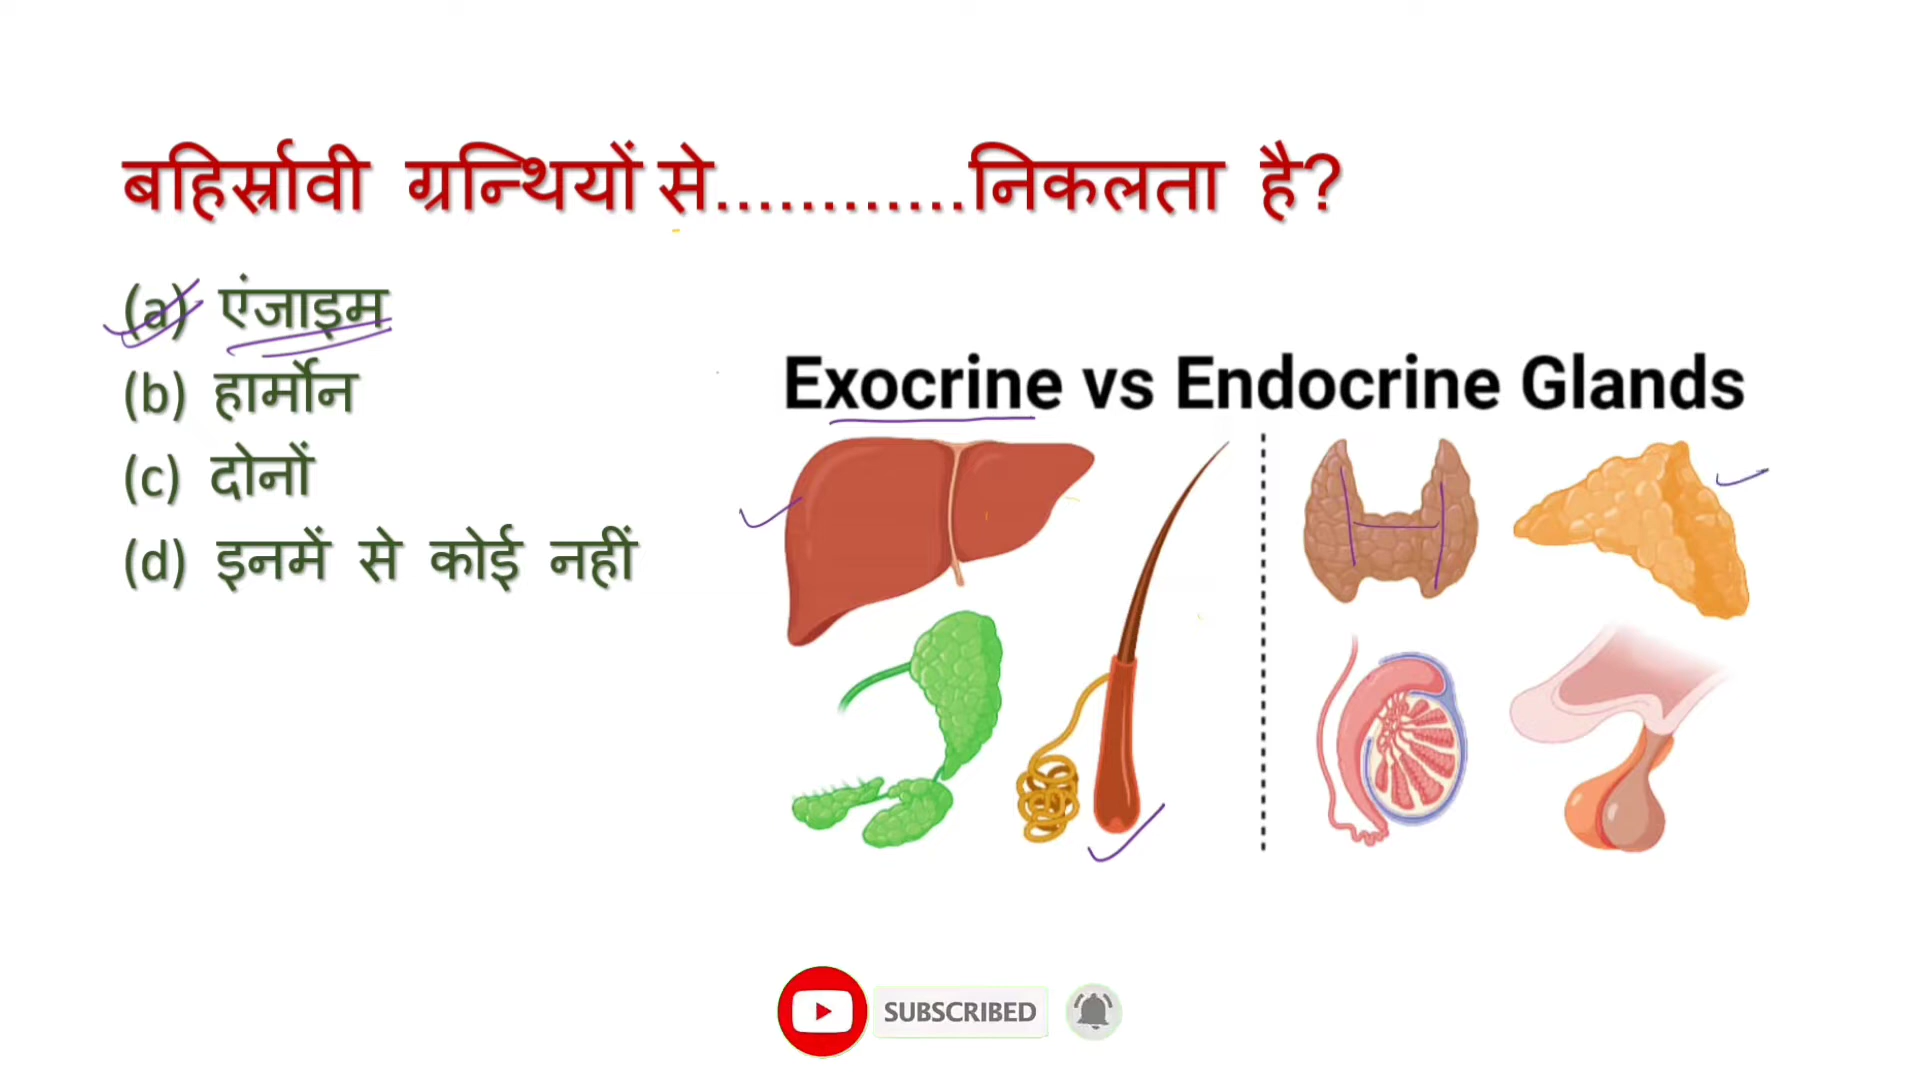 बहिर्स्रावी ग्रन्थियों से............निकलता है?
(a) एंजाइम
(b) हार्मोन
(c) दोनों
(d) इनमें से कोई नहीं
Exocrine vs Endocrine Glands
SUBSCRIBED